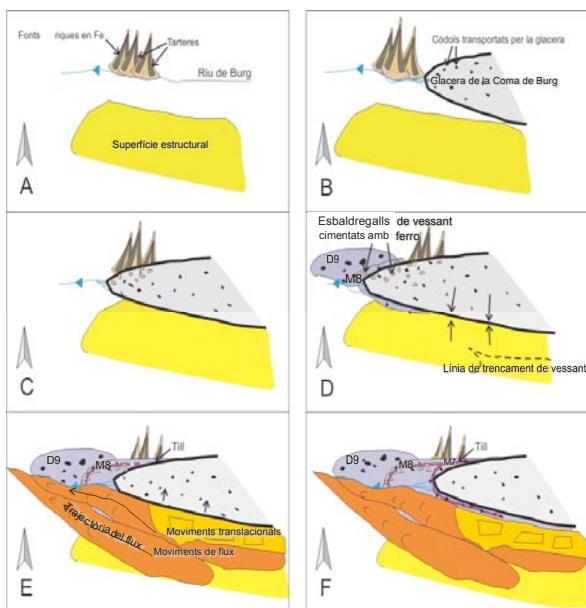 Fonts riques en Fe Tarteres
Riu de Burg
Superfície estructural
A
Còdols transportats per la glacera
Glacera de la Coma de Burg
B
C
Esbaldregalls de vessant
cimentats amb ferro
D9
M8
Línia de trencament de vessant
D
Till
D9
M8
Moviments translacionals
Trajectòria del flux
Moviments de flux
E
Till
D9
M8
M7
F